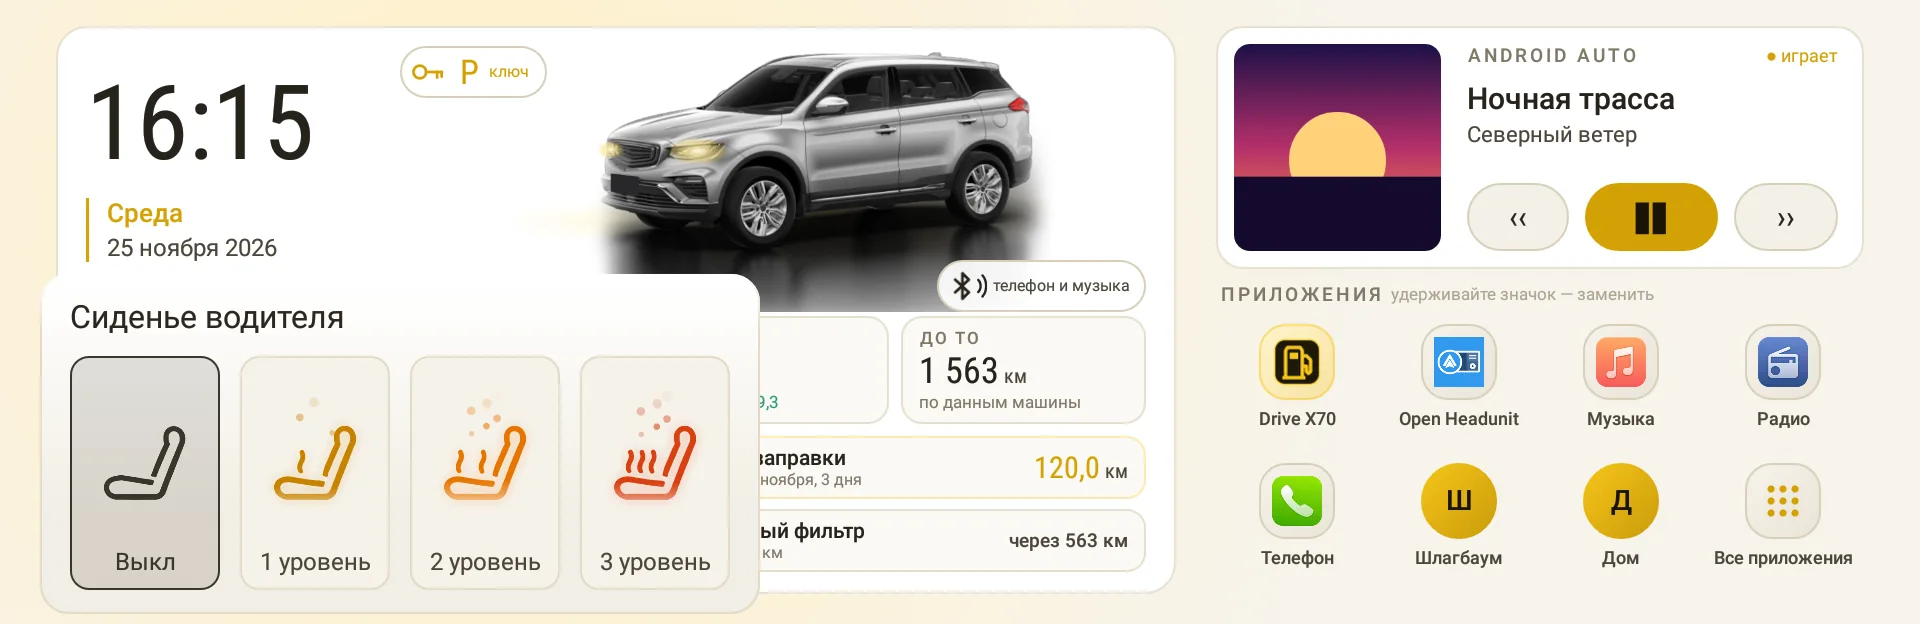 16:15
P ключ
Среда
25 ноября 2026
телефон и музыка
Сиденье водителя
Выкл
1 уровень
2 уровень
3 уровень
9,3
ДО ТО
1 563 км
по данным машины
заправки
ноября, 3 дня
120,0 км
ый фильтр
км
через 563 км
ANDROID AUTO
играет
Ночная трасса
Северный ветер
‹‹
››
ПРИЛОЖЕНИЯ удерживайте значок — заменить
Drive X70
Open Headunit
Музыка
Радио
Телефон
Ш
Шлагбаум
Д
Дом
Все приложения